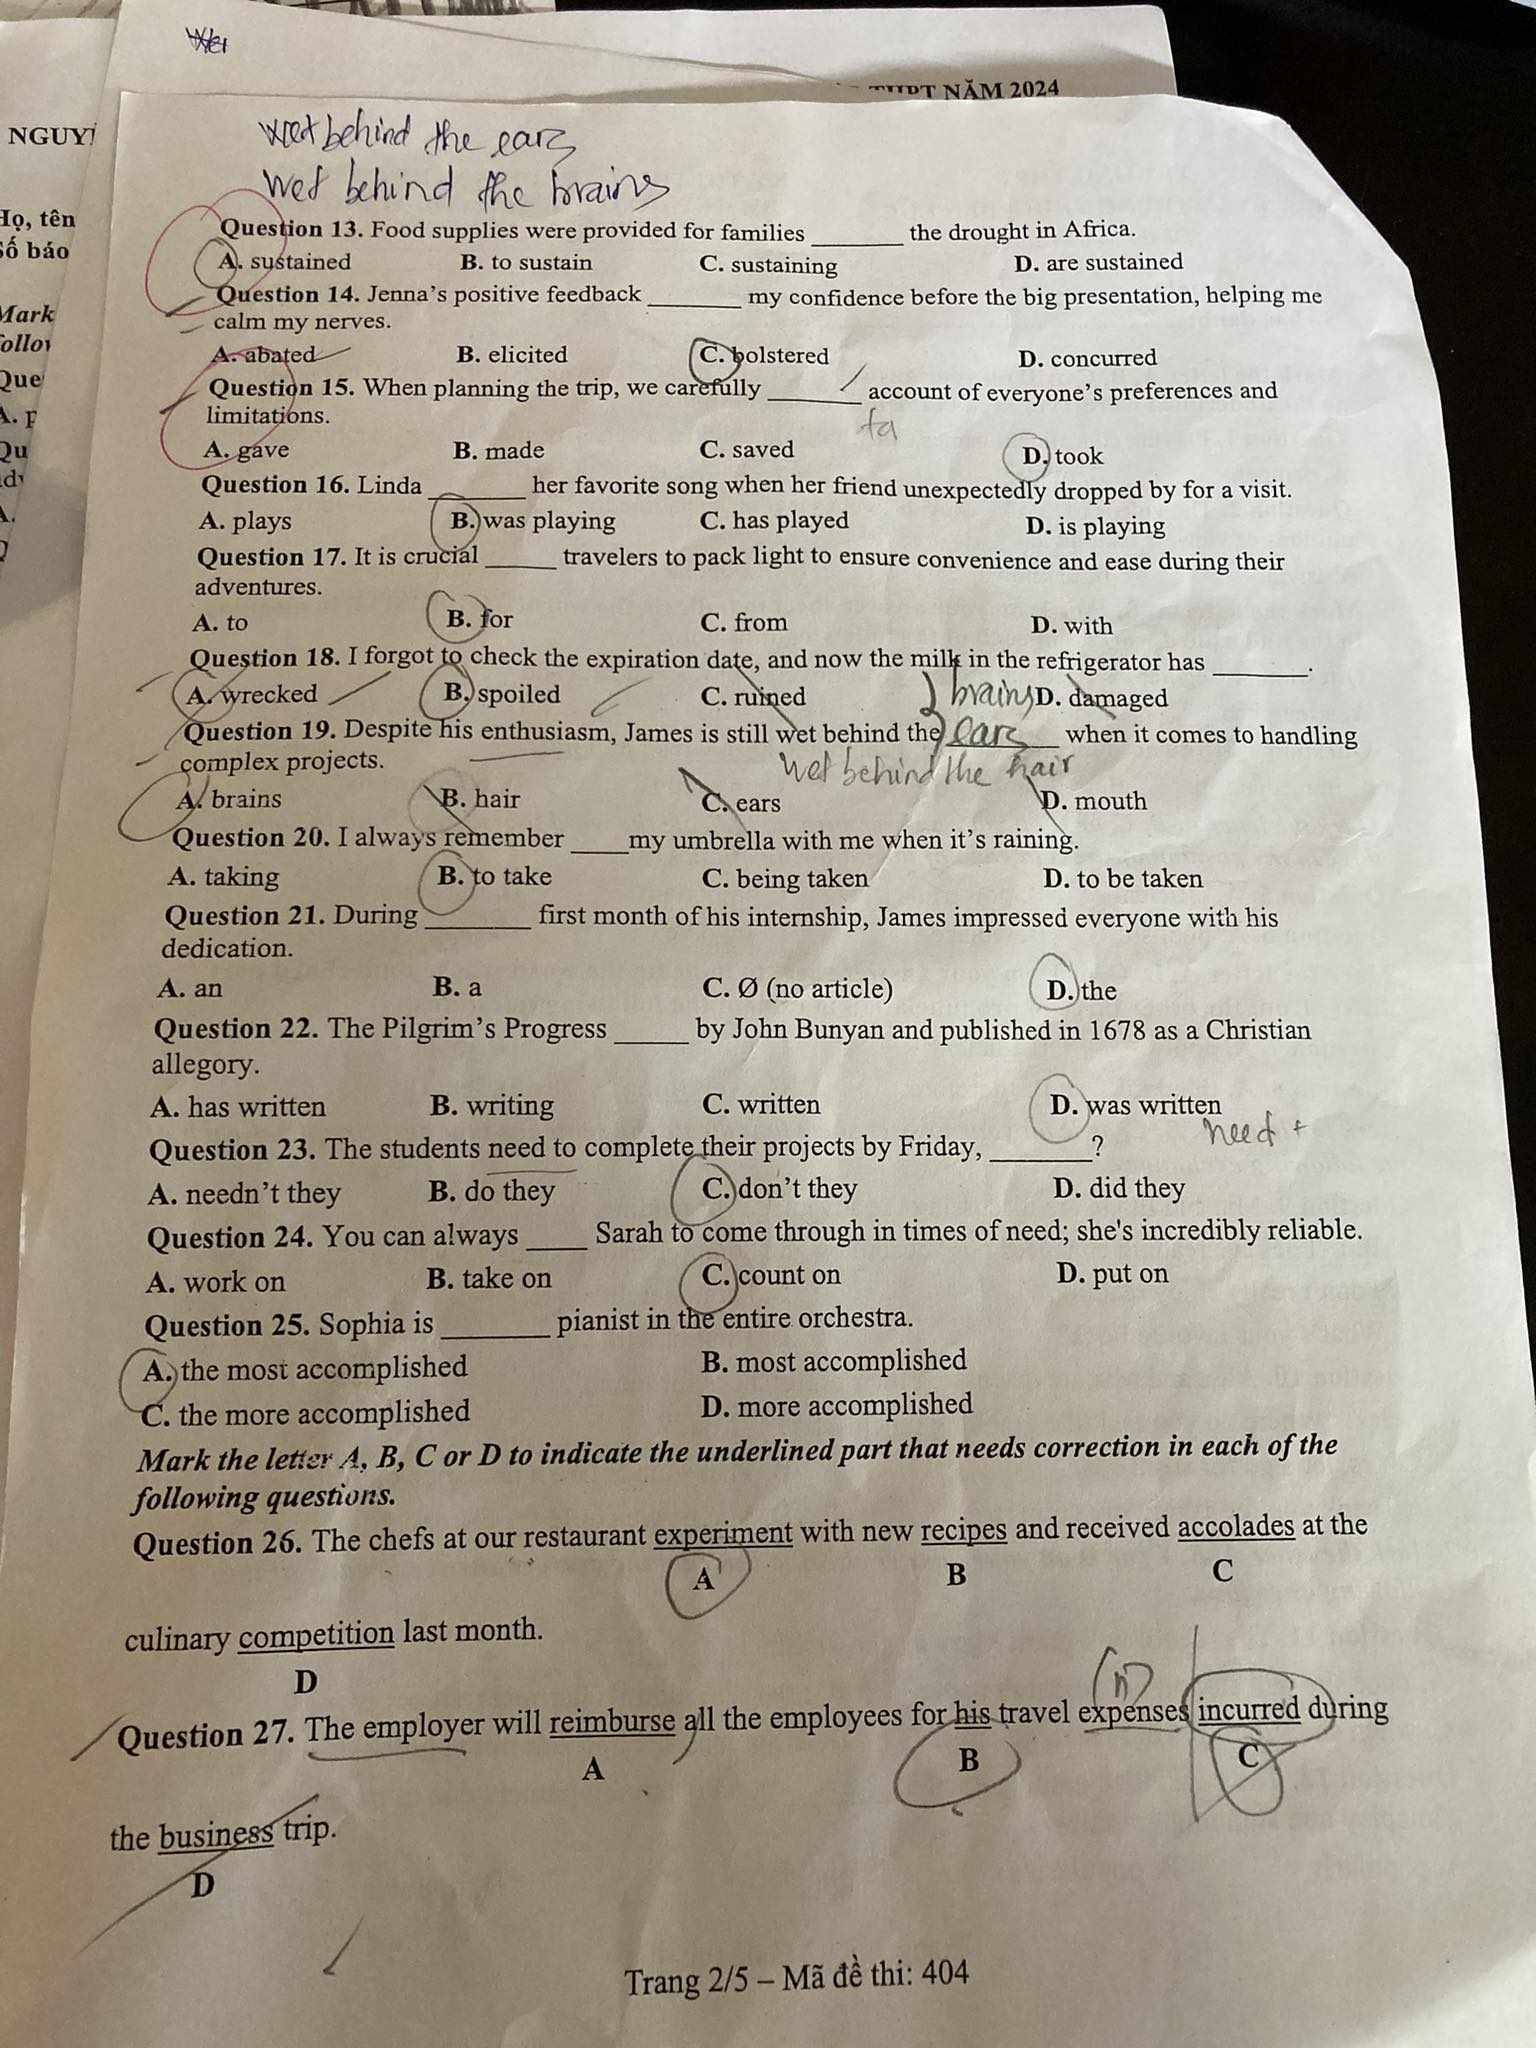 THPT NĂM 2024
NGUY
Họ, tên
Số báo
Mark
follow
Que
A. p
Qu
wet behind the ears
wet behind the brains
Question 13. Food supplies were provided for families _______ the drought in Africa.
A. sustained B. to sustain C. sustaining D. are sustained
Question 14. Jenna's positive feedback _______ my confidence before the big presentation, helping me
calm my nerves.
A. abated B. elicited C. bolstered D. concurred
Question 15. When planning the trip, we carefully _______ account of everyone's preferences and
limitations.
ta
A. gave B. made C. saved D. took
Question 16. Linda _______ her favorite song when her friend unexpectedly dropped by for a visit.
A. plays B. was playing C. has played D. is playing
Question 17. It is crucial _____ travelers to pack light to ensure convenience and ease during their
adventures.
A. to B. for C. from D. with
Question 18. I forgot to check the expiration date, and now the milk in the refrigerator has _______.
A. wrecked B. spoiled C. ruined D. damaged
brains
Question 19. Despite his enthusiasm, James is still wet behind the ears when it comes to handling
complex projects.
wet behind the hair
A. brains B. hair C. ears D. mouth
Question 20. I always remember ____my umbrella with me when it's raining.
A. taking B. to take C. being taken D. to be taken
Question 21. During _______ first month of his internship, James impressed everyone with his
dedication.
A. an B. a C. Ø (no article) D. the
Question 22. The Pilgrim's Progress _____ by John Bunyan and published in 1678 as a Christian
allegory.
A. has written B. writing C. written D. was written
need +
Question 23. The students need to complete their projects by Friday, _______?
A. needn't they B. do they C. don't they D. did they
Question 24. You can always ____ Sarah to come through in times of need; she's incredibly reliable.
A. work on B. take on C. count on D. put on
Question 25. Sophia is _______ pianist in the entire orchestra.
A. the most accomplished B. most accomplished
C. the more accomplished D. more accomplished
Mark the letter A, B, C or D to indicate the underlined part that needs correction in each of the
following questions.
Question 26. The chefs at our restaurant experiment with new recipes and received accolades at the
A B C
culinary competition last month.
D
(n)
Question 27. The employer will reimburse all the employees for his travel expenses incurred during
A B C
the business trip.
D
Trang 2/5 – Mã đề thi: 404